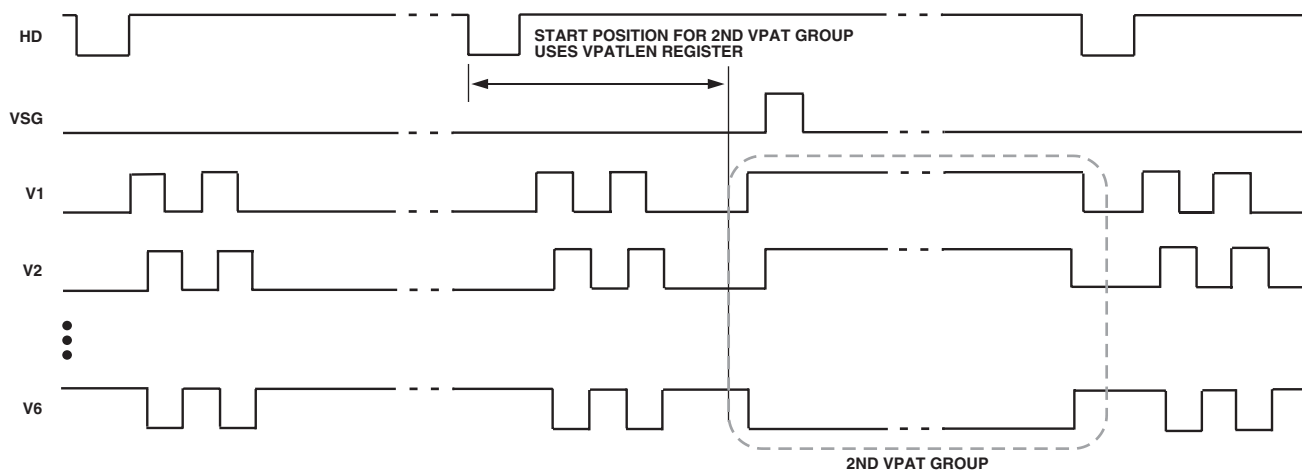 HD
START POSITION FOR 2ND VPAT GROUP
USES VPATLEN REGISTER
VSG
V1
V2
V6
2ND VPAT GROUP